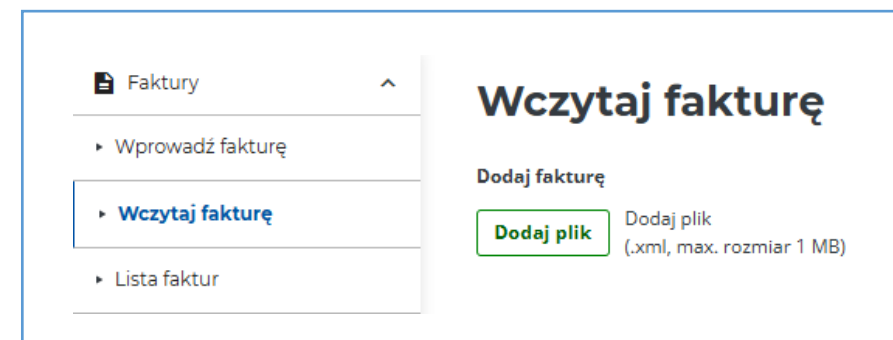 Faktury
Wprowadź fakturę
Wczytaj fakturę
Lista faktur
Wczytaj fakturę
Dodaj fakturę
Dodaj plik
Dodaj plik
(.xml, max. rozmiar 1 MB)